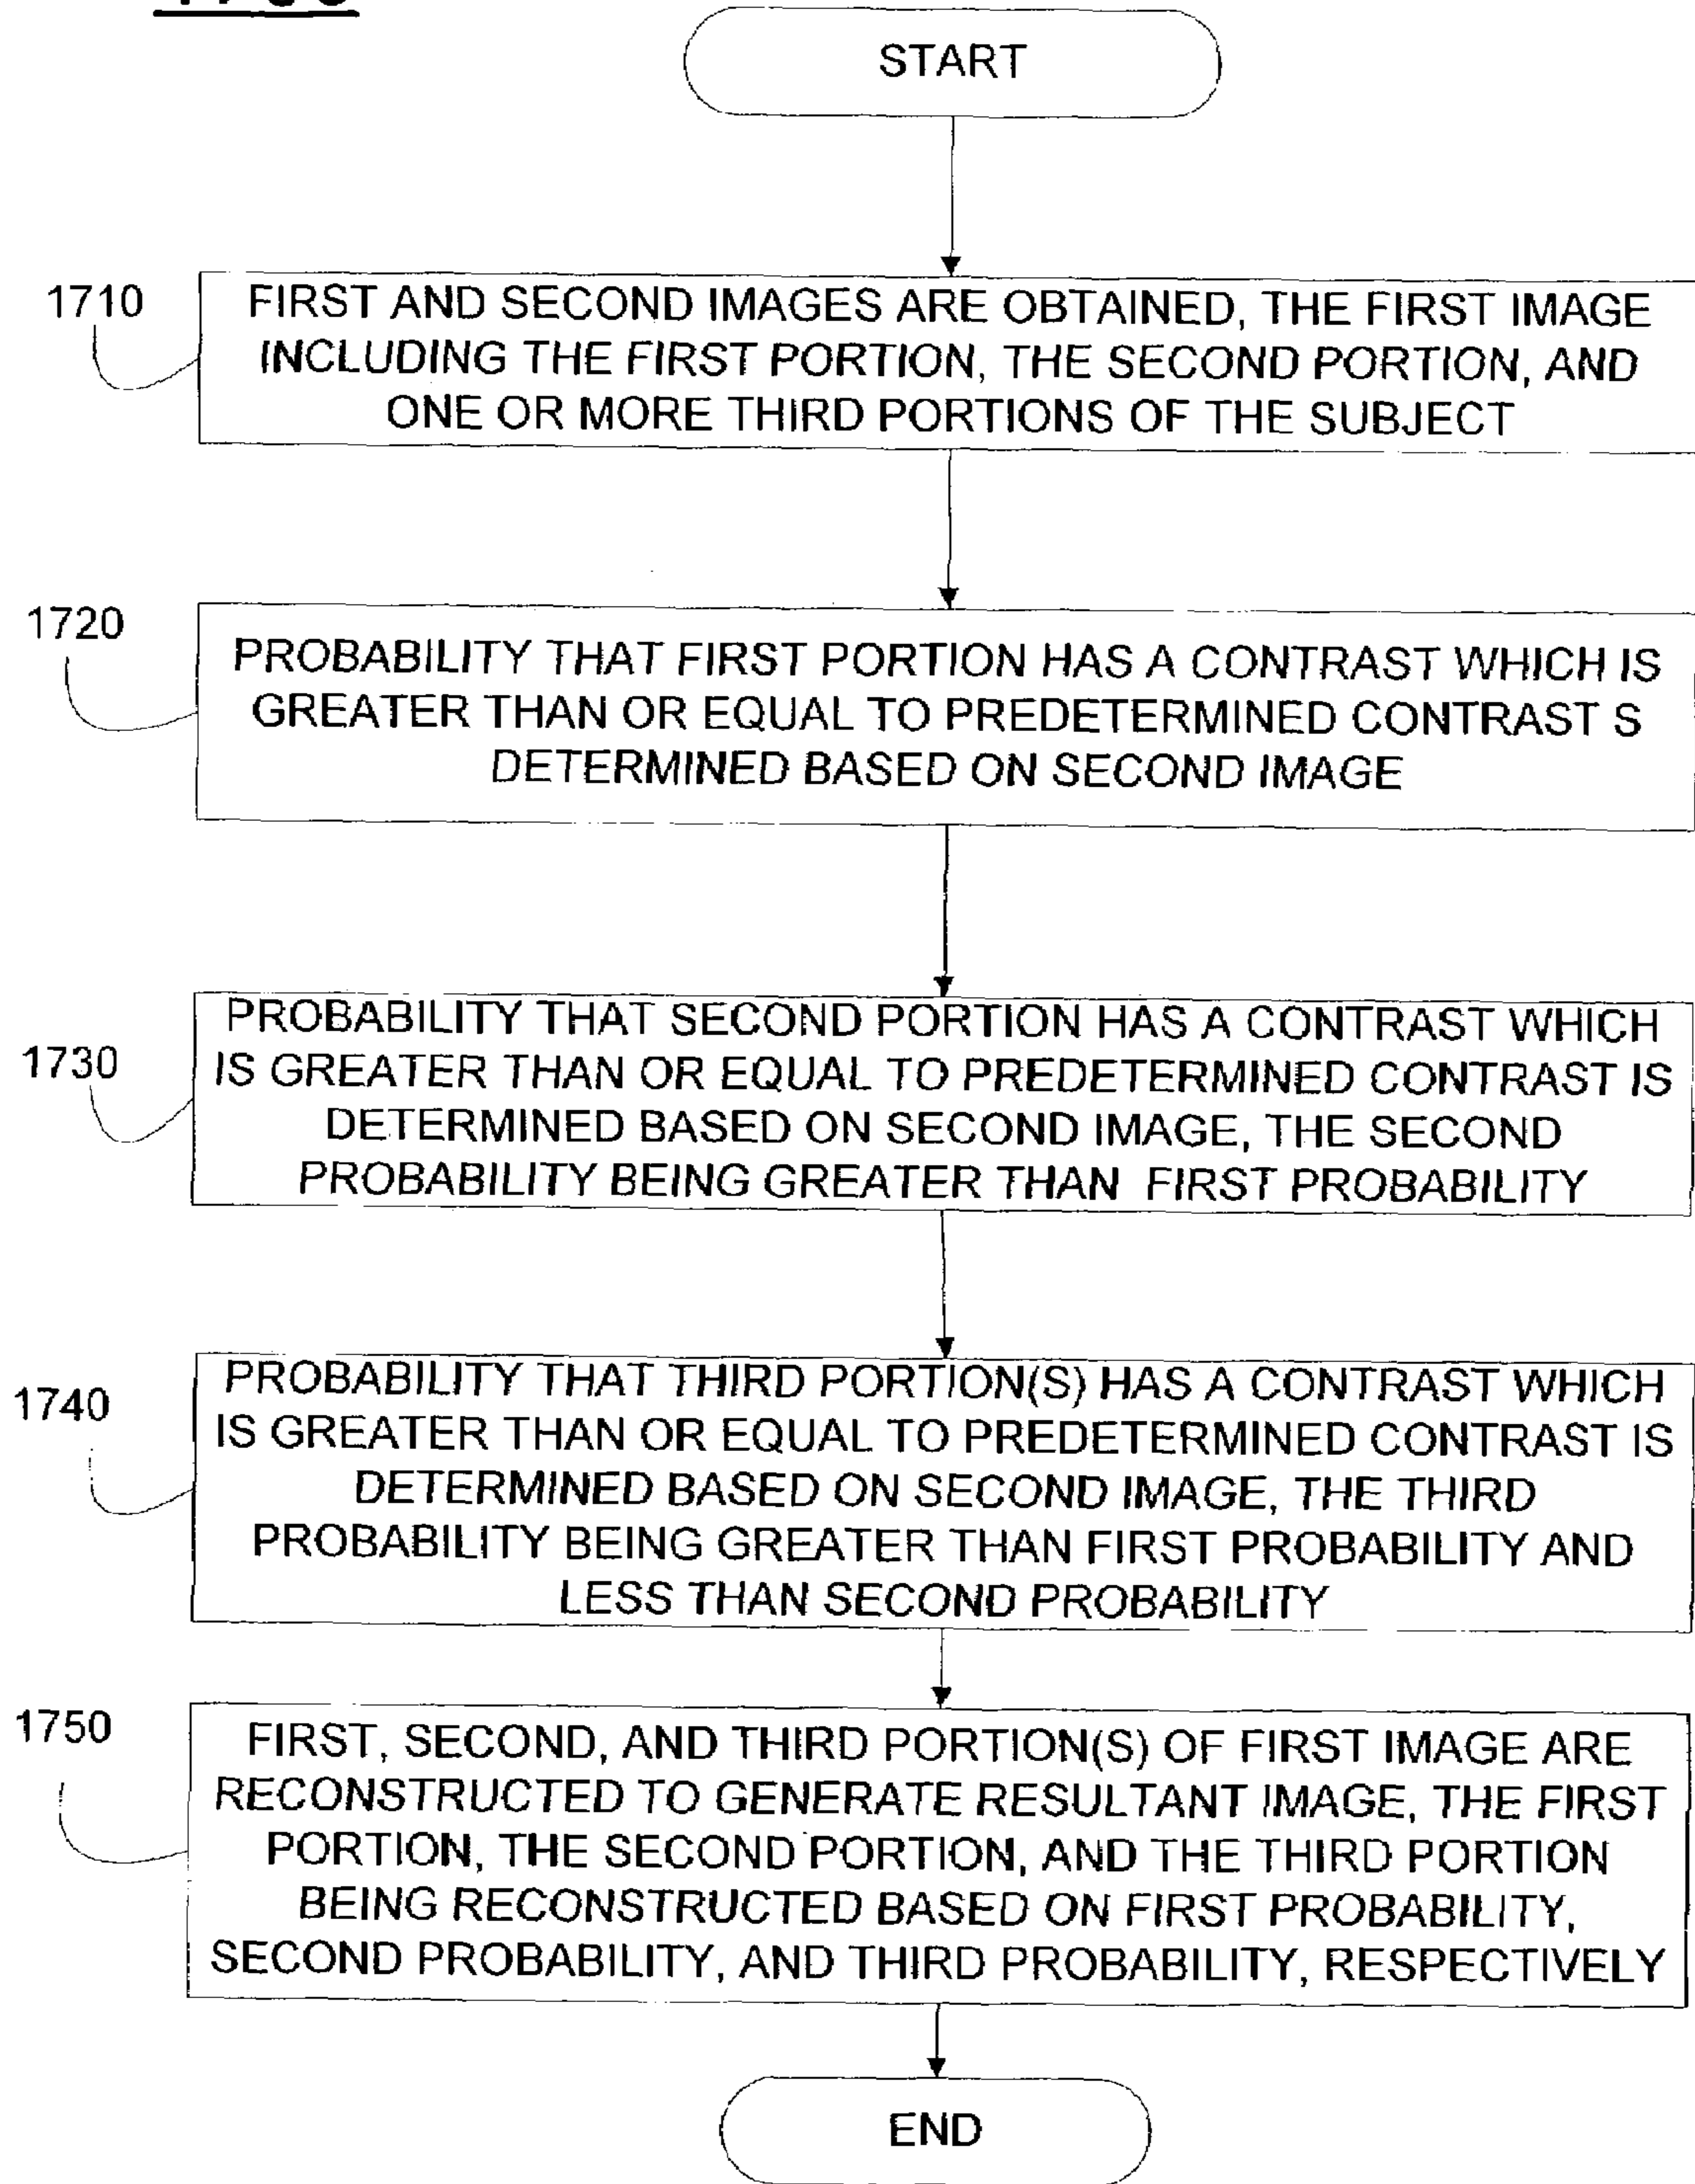 START
1710
FIRST AND SECOND IMAGES ARE OBTAINED, THE FIRST IMAGE
INCLUDING THE FIRST PORTION, THE SECOND PORTION, AND
ONE OR MORE THIRD PORTIONS OF THE SUBJECT
1720
PROBABILITY THAT FIRST PORTION HAS A CONTRAST WHICH IS
GREATER THAN OR EQUAL TO PREDETERMINED CONTRAST S
DETERMINED BASED ON SECOND IMAGE
1730
PROBABILITY THAT SECOND PORTION HAS A CONTRAST WHICH
IS GREATER THAN OR EQUAL TO PREDETERMINED CONTRAST IS
DETERMINED BASED ON SECOND IMAGE, THE SECOND
PROBABILITY BEING GREATER THAN FIRST PROBABILITY
1740
PROBABILITY THAT THIRD PORTION(S) HAS A CONTRAST WHICH
IS GREATER THAN OR EQUAL TO PREDETERMINED CONTRAST IS
DETERMINED BASED ON SECOND IMAGE, THE THIRD
PROBABILITY BEING GREATER THAN FIRST PROBABILITY AND
LESS THAN SECOND PROBABILITY
1750
FIRST, SECOND, AND THIRD PORTION(S) OF FIRST IMAGE ARE
RECONSTRUCTED TO GENERATE RESULTANT IMAGE, THE FIRST
PORTION, THE SECOND PORTION, AND THE THIRD PORTION
BEING RECONSTRUCTED BASED ON FIRST PROBABILITY,
SECOND PROBABILITY, AND THIRD PROBABILITY, RESPECTIVELY
END